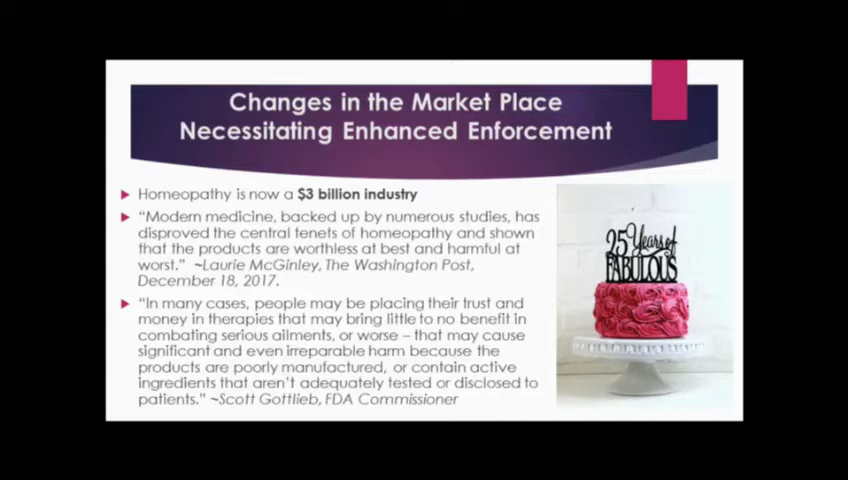 Changes in the Market Place
Necessitating Enhanced Enforcement
Homeopathy is now a $3 billion industry
“Modern medicine, backed up by numerous studies, has
disproved the central tenets of homeopathy and shown
that the products are worthless at best and harmful at
worst.” ~Laurie McGinley, The Washington Post,
December 18, 2017.
“In many cases, people may be placing their trust and
money in therapies that may bring little to no benefit in
combating serious ailments, or worse – that may cause
significant and even irreparable harm because the
products are poorly manufactured, or contain active
ingredients that aren’t adequately tested or disclosed to
patients.” ~Scott Gottlieb, FDA Commissioner
25 Years of
FABULOUS